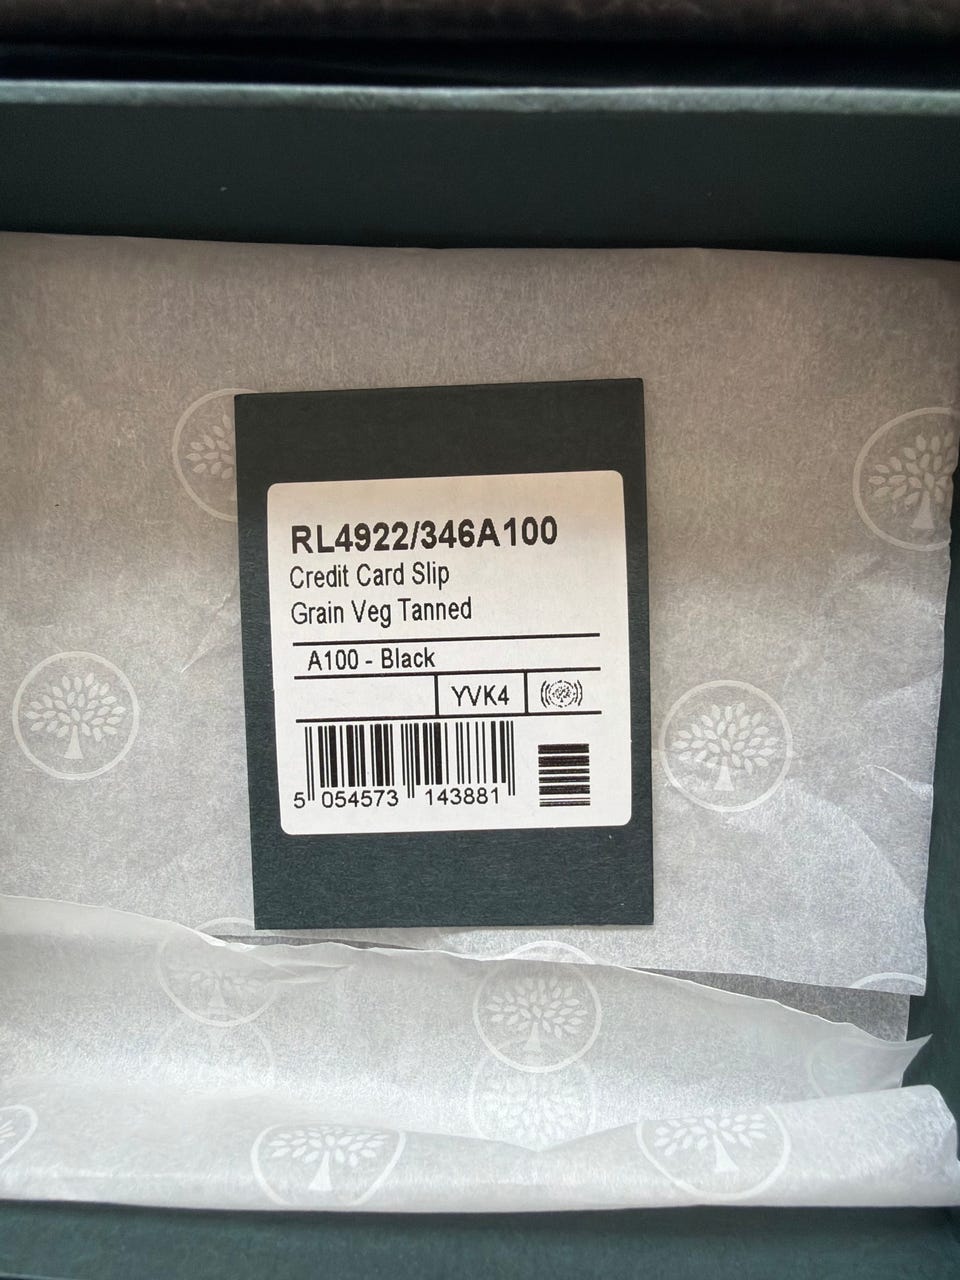 RL4922/346A100
Credit Card Slip
Grain Veg Tanned
A100 - Black
YVK4
5 054573 143881